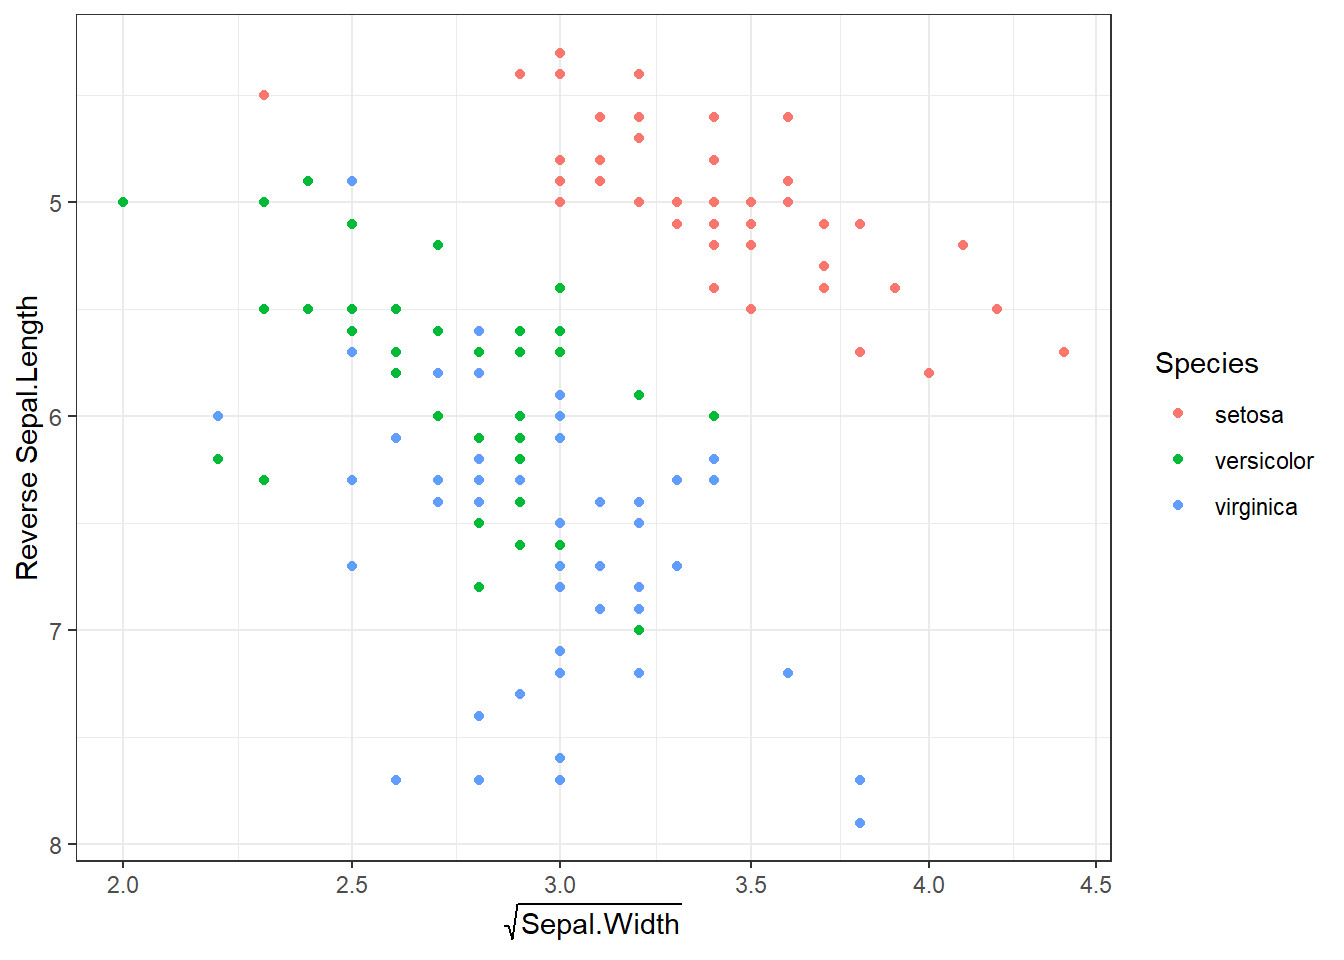 5
6
7
8
Reverse Sepal.Length
2.0 2.5 3.0 3.5 4.0 4.5
√Sepal.Width
Species
setosa
versicolor
virginica